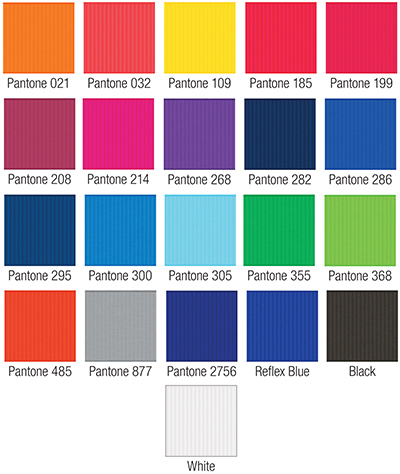 Pantone 021 Pantone 032 Pantone 109 Pantone 185 Pantone 199
Pantone 208 Pantone 214 Pantone 268 Pantone 282 Pantone 286
Pantone 295 Pantone 300 Pantone 305 Pantone 355 Pantone 368
Pantone 485 Pantone 877 Pantone 2756 Reflex Blue Black
White